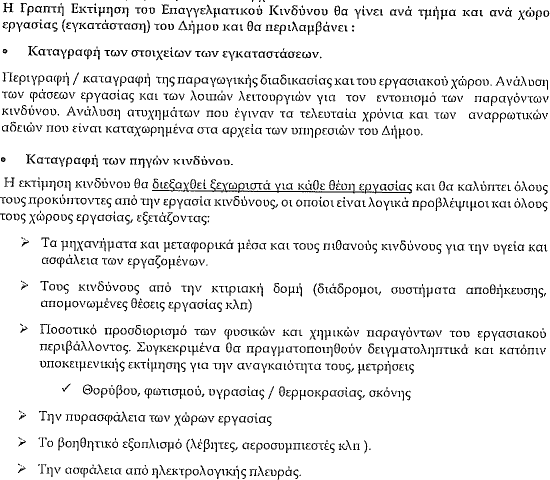 Η Γραπτή Εκτίμηση του Επαγγελματικού Κινδύνου θα γίνει ανά τμήμα και ανά χώρο
εργασίας (εγκατάσταση) του Δήμου και θα περιλαμβάνει :
• Καταγραφή των στοιχείων των εγκαταστάσεων.
Περιγραφή / καταγραφή της παραγωγικής διαδικασίας και του εργασιακού χώρου. Ανάλυση
των φάσεων εργασίας και των λοιπών λειτουργιών για τον εντοπισμό των παραγόντων
κινδύνου. Ανάλυση ατυχημάτων που έγιναν τα τελευταία χρόνια και των αναρρωτικών
αδειών που είναι καταχωρημένα στα αρχεία των υπηρεσιών του Δήμου.
• Καταγραφή των πηγών κινδύνου.
Η εκτίμηση κινδύνου θα διεξαχθεί ξεχωριστά για κάθε θέση εργασίας και θα καλύπτει όλους
τους προκύπτοντες από την εργασία κινδύνους, οι οποίοι είναι λογικά προβλέψιμοι και όλους
τους χώρους εργασίας, εξετάζοντας:
➢ Τα μηχανήματα και μεταφορικά μέσα και τους πιθανούς κινδύνους για την υγεία και
ασφάλεια των εργαζομένων.
➢ Τους κινδύνους από την κτιριακή δομή (διάδρομοι, συστήματα αποθήκευσης,
απομονωμένες θέσεις εργασίας κλπ)
➢ Ποσοτικό προσδιορισμό των φυσικών και χημικών παραγόντων του εργασιακού
περιβάλλοντος. Συγκεκριμένα θα πραγματοποιηθούν δειγματοληπτικά και κατόπιν
υποκειμενικής εκτίμησης για την αναγκαιότητα τους, μετρήσεις
✓ Θορύβου, φωτισμού, υγρασίας / θερμοκρασίας, σκόνης
➢ Την πυρασφάλεια των χώρων εργασίας
➢ Το βοηθητικό εξοπλισμό (λέβητες, αεροσυμπιεστές κλπ ).
➢ Την ασφάλεια από ηλεκτρολογικής πλευράς.